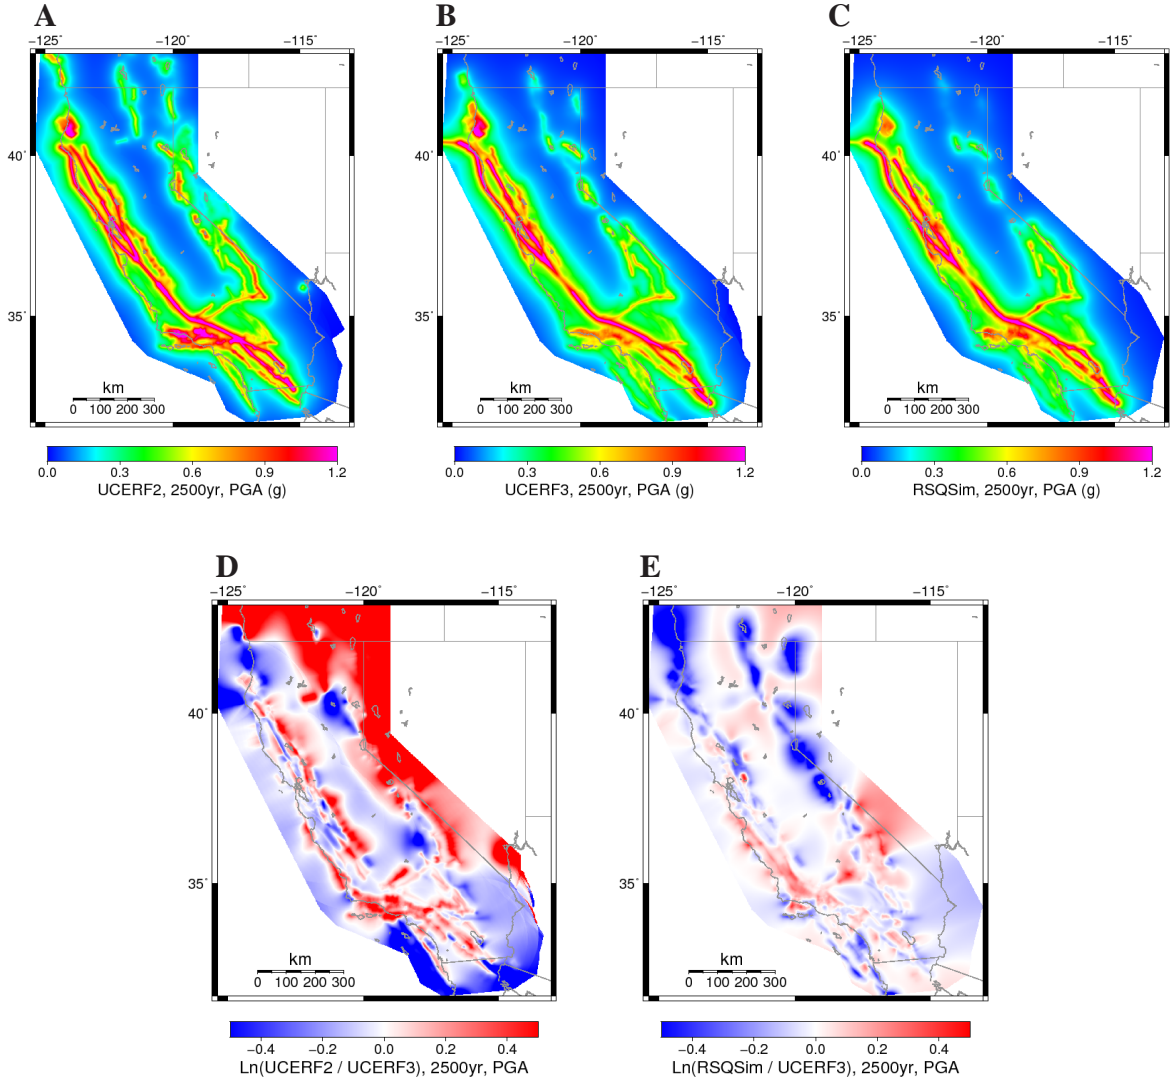 A
B
C
−125° −120° −115°
−125° −120° −115°
−125° −120° −115°
40°
40°
40°
35°
35°
35°
km
0 100 200 300
km
0 100 200 300
km
0 100 200 300
0.0 0.3 0.6 0.9 1.2
UCERF2, 2500yr, PGA (g)
0.0 0.3 0.6 0.9 1.2
UCERF3, 2500yr, PGA (g)
0.0 0.3 0.6 0.9 1.2
RSQSim, 2500yr, PGA (g)
D
E
−125° −120° −115°
−125° −120° −115°
40°
40°
35°
35°
km
0 100 200 300
km
0 100 200 300
−0.4 −0.2 0.0 0.2 0.4
Ln(UCERF2 / UCERF3), 2500yr, PGA
−0.4 −0.2 0.0 0.2 0.4
Ln(RSQSim / UCERF3), 2500yr, PGA